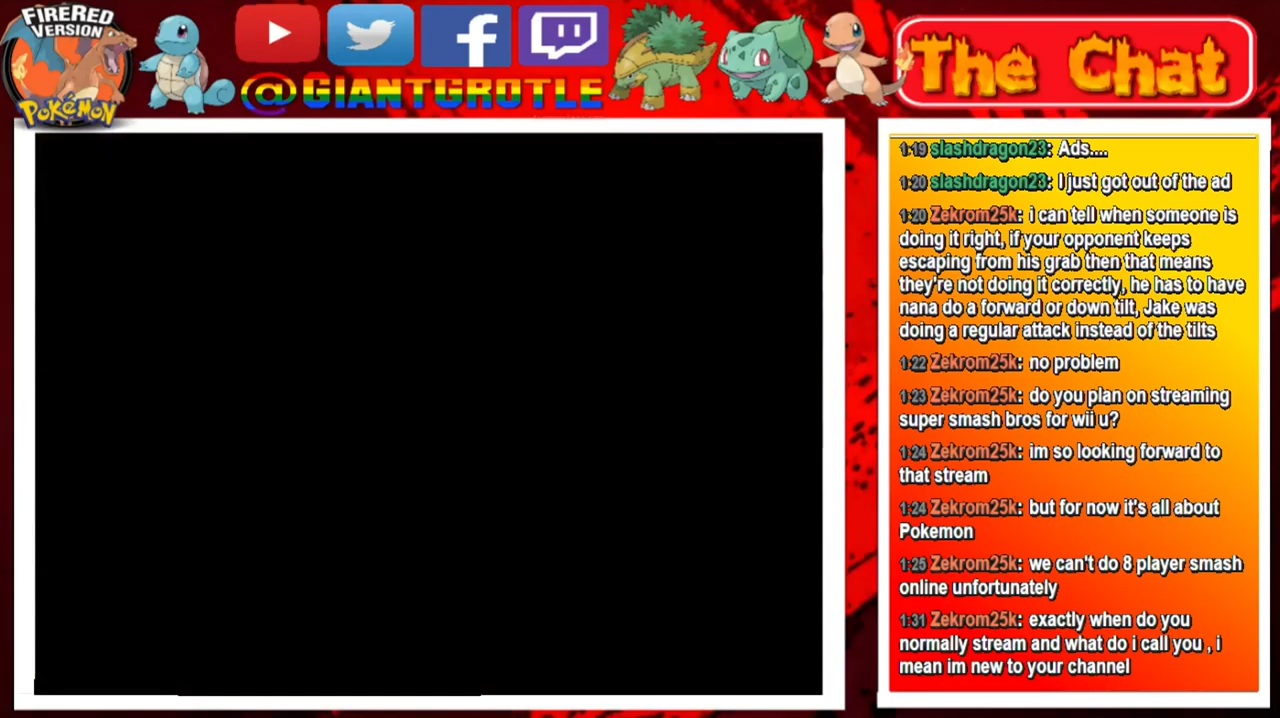 FIRERED
VERSION
POKéMON
@GIANTGROTLE
The Chat
1:19 slashdragon23: Ads....
1:20 slashdragon23: I just got out of the ad
1:20 Zekrom25k: i can tell when someone is
doing it right, if your opponent keeps
escaping from his grab then that means
they're not doing it correctly, he has to have
nana do a forward or down tilt, Jake was
doing a regular attack instead of the tilts
1:22 Zekrom25k: no problem
1:23 Zekrom25k: do you plan on streaming
super smash bros for wii u?
1:24 Zekrom25k: im so looking forward to
that stream
1:24 Zekrom25k: but for now it's all about
Pokemon
1:25 Zekrom25k: we can't do 8 player smash
online unfortunately
1:31 Zekrom25k: exactly when do you
normally stream and what do i call you , i
mean im new to your channel